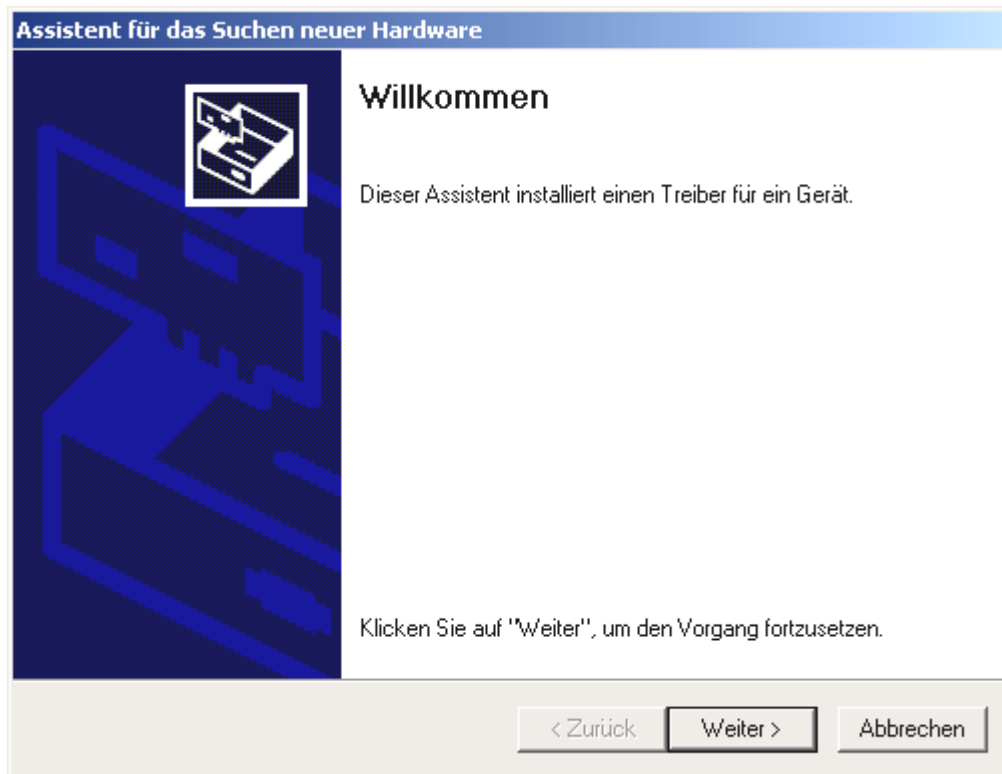 Assistent für das Suchen neuer Hardware
Willkommen
Dieser Assistent installiert einen Treiber für ein Gerät.
Klicken Sie auf "Weiter", um den Vorgang fortzusetzen.
< Zurück Weiter > Abbrechen